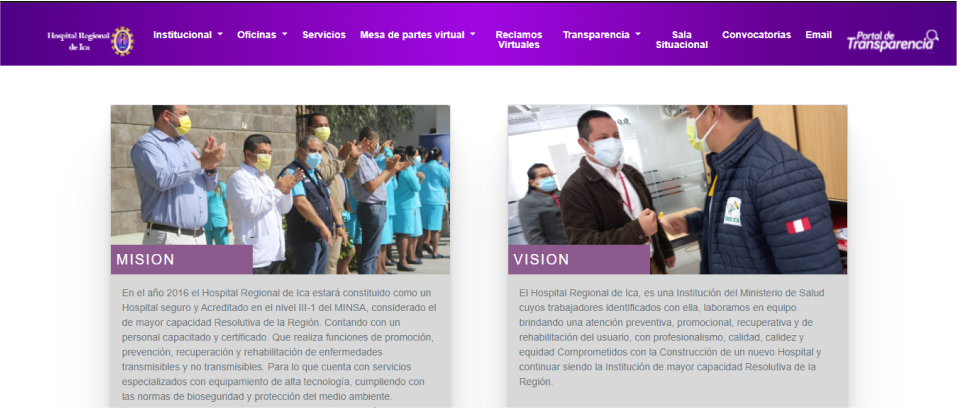 Hospital Regional
de Ica
Institucional
Oficinas
Servicios
Mesa de partes virtual
Reclamos
Virtuales
Transparencia
Sala
Situacional
Convocatorias
Email
Portal de
Transparencia
MISION
En el año 2016 el Hospital Regional de Ica estará constituido como un
Hospital seguro y Acreditado en el nivel III-1 del MINSA, considerado el
de mayor capacidad Resolutiva de la Región. Contando con un
personal capacitado y certificado. Que realiza funciones de promoción,
prevención, recuperación y rehabilitación de enfermedades
transmisibles y no transmisibles. Para lo que cuenta con servicios
especializados con equipamiento de alta tecnología, cumpliendo con
las normas de bioseguridad y protección del medio ambiente.
VISION
El Hospital Regional de Ica, es una Institución del Ministerio de Salud
cuyos trabajadores identificados con ella, laboramos en equipo
brindando una atención preventiva, promocional, recuperativa y de
rehabilitación del usuario, con profesionalismo, calidad, calidez y
equidad Comprometidos con la Construcción de un nuevo Hospital y
continuar siendo la Institución de mayor capacidad Resolutiva de la
Región.